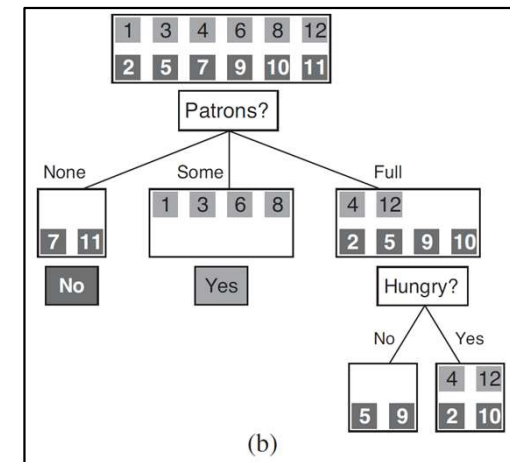 1 3 4 6 8 12
2 5 7 9 10 11
Patrons?
None Some Full
1 3 6 8 4 12
7 11 2 5 9 10
No Yes Hungry?
No Yes
4 12
5 9 2 10
(b)